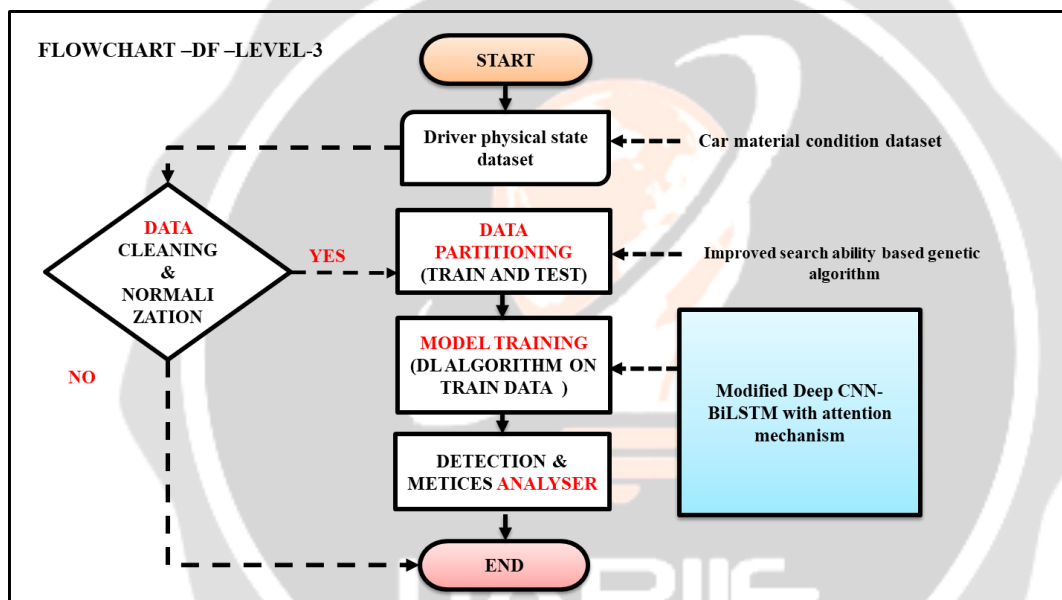 FLOWCHART –DF –LEVEL-3
START
Driver physical state
dataset
Car material condition dataset
DATA
CLEANING
&
NORMALI
ZATION
YES
DATA
PARTITIONING
(TRAIN AND TEST)
Improved search ability based genetic
algorithm
NO
MODEL TRAINING
(DL ALGORITHM ON
TRAIN DATA )
Modified Deep CNN-
BiLSTM with attention
mechanism
DETECTION &
METICES ANALYSER
END